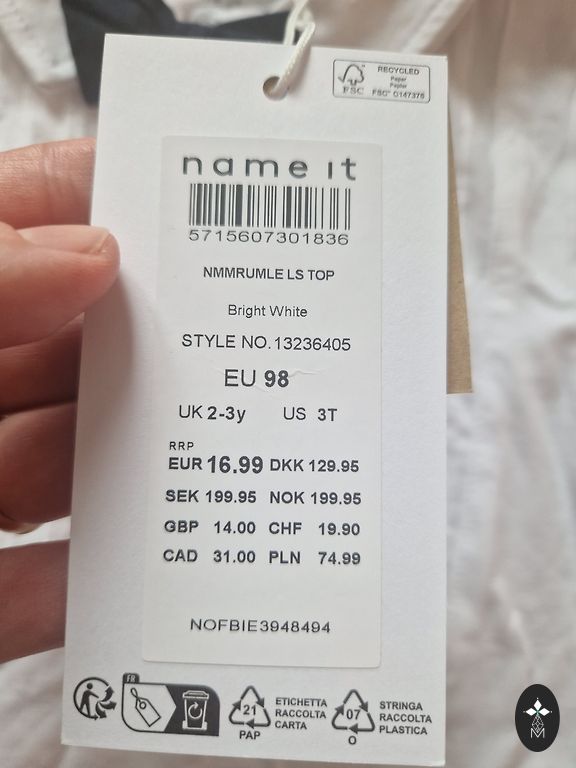 RECYCLED
Paper
Papier
FSC® C147376
FSC
name it
5715607301836
NMMRUMLE LS TOP
Bright White
STYLE NO. 13236405
EU 98
UK 2-3y US 3T
RRP
EUR 16.99 DKK 129.95
SEK 199.95 NOK 199.95
GBP 14.00 CHF 19.90
CAD 31.00 PLN 74.99
NOFBIE3948494
FR
21
PAP
ETICHETTA
RACCOLTA
CARTA
07
O
STRINGA
RACCOLTA
PLASTICA
M